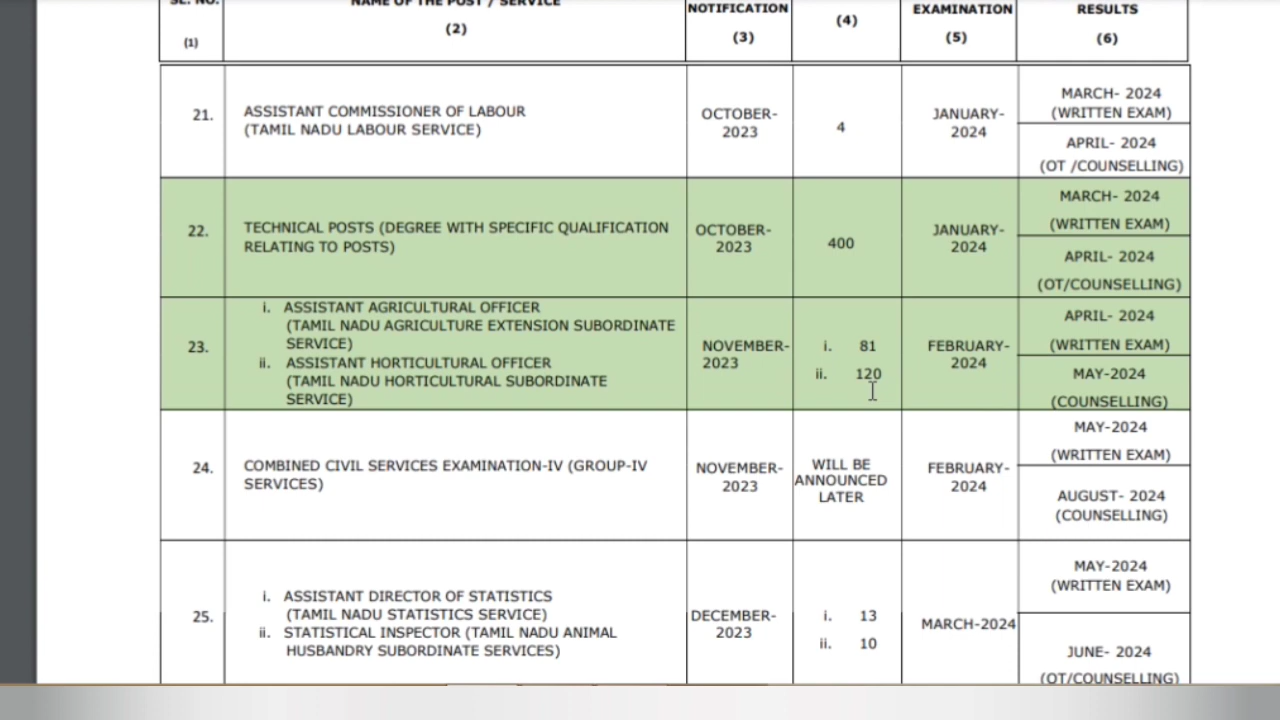 SL. NO.
(1)
NAME OF THE POST / SERVICE
(2)
NOTIFICATION
(3)
(4)
EXAMINATION
(5)
RESULTS
(6)
21.
ASSISTANT COMMISSIONER OF LABOUR
(TAMIL NADU LABOUR SERVICE)
OCTOBER-
2023
4
JANUARY-
2024
MARCH- 2024
(WRITTEN EXAM)
APRIL- 2024
(OT /COUNSELLING)
22.
TECHNICAL POSTS (DEGREE WITH SPECIFIC QUALIFICATION
RELATING TO POSTS)
OCTOBER-
2023
400
JANUARY-
2024
MARCH- 2024
(WRITTEN EXAM)
APRIL- 2024
(OT/COUNSELLING)
23.
i. ASSISTANT AGRICULTURAL OFFICER
(TAMIL NADU AGRICULTURE EXTENSION SUBORDINATE
SERVICE)
ii. ASSISTANT HORTICULTURAL OFFICER
(TAMIL NADU HORTICULTURAL SUBORDINATE
SERVICE)
NOVEMBER-
2023
i. 81
ii. 120
FEBRUARY-
2024
APRIL- 2024
(WRITTEN EXAM)
MAY-2024
(COUNSELLING)
24.
COMBINED CIVIL SERVICES EXAMINATION-IV (GROUP-IV
SERVICES)
NOVEMBER-
2023
WILL BE
ANNOUNCED
LATER
FEBRUARY-
2024
MAY-2024
(WRITTEN EXAM)
AUGUST- 2024
(COUNSELLING)
25.
i. ASSISTANT DIRECTOR OF STATISTICS
(TAMIL NADU STATISTICS SERVICE)
ii. STATISTICAL INSPECTOR (TAMIL NADU ANIMAL
HUSBANDRY SUBORDINATE SERVICES)
DECEMBER-
2023
i. 13
ii. 10
MARCH-2024
MAY-2024
(WRITTEN EXAM)
JUNE- 2024
(OT/COUNSELLING)